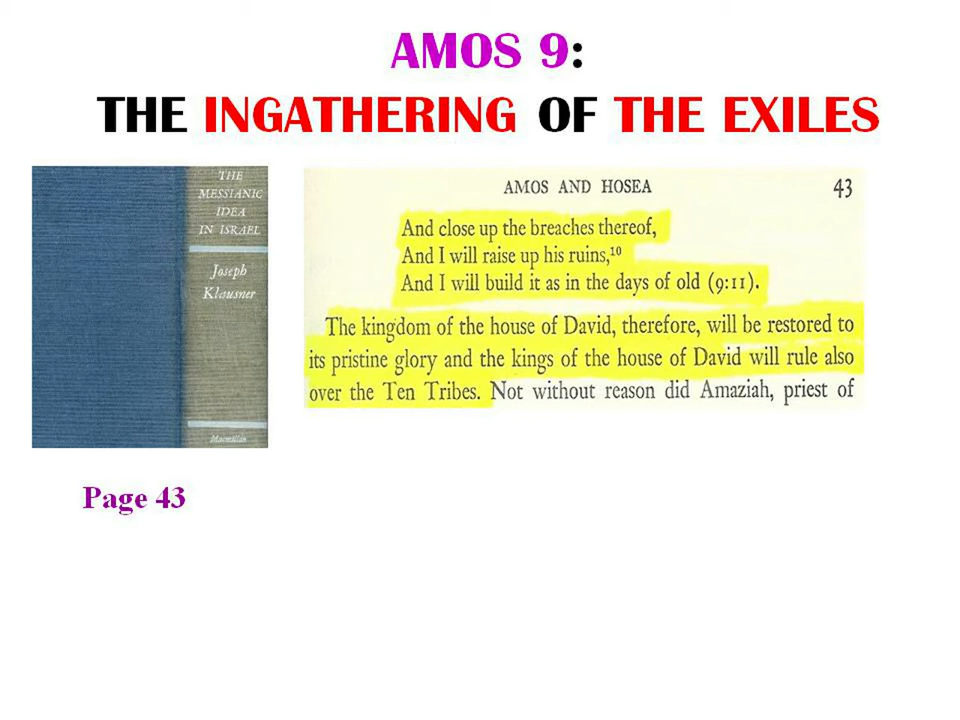 AMOS 9:
THE INGATHERING OF THE EXILES
THE
MESSIANIC
IDEA
IN ISRAEL
Joseph
Klausner
Macmillan
AMOS AND HOSEA 43
And close up the breaches thereof,
And I will raise up his ruins,¹⁰
And I will build it as in the days of old (9:11).
The kingdom of the house of David, therefore, will be restored to
its pristine glory and the kings of the house of David will rule also
over the Ten Tribes. Not without reason did Amaziah, priest of
Page 43